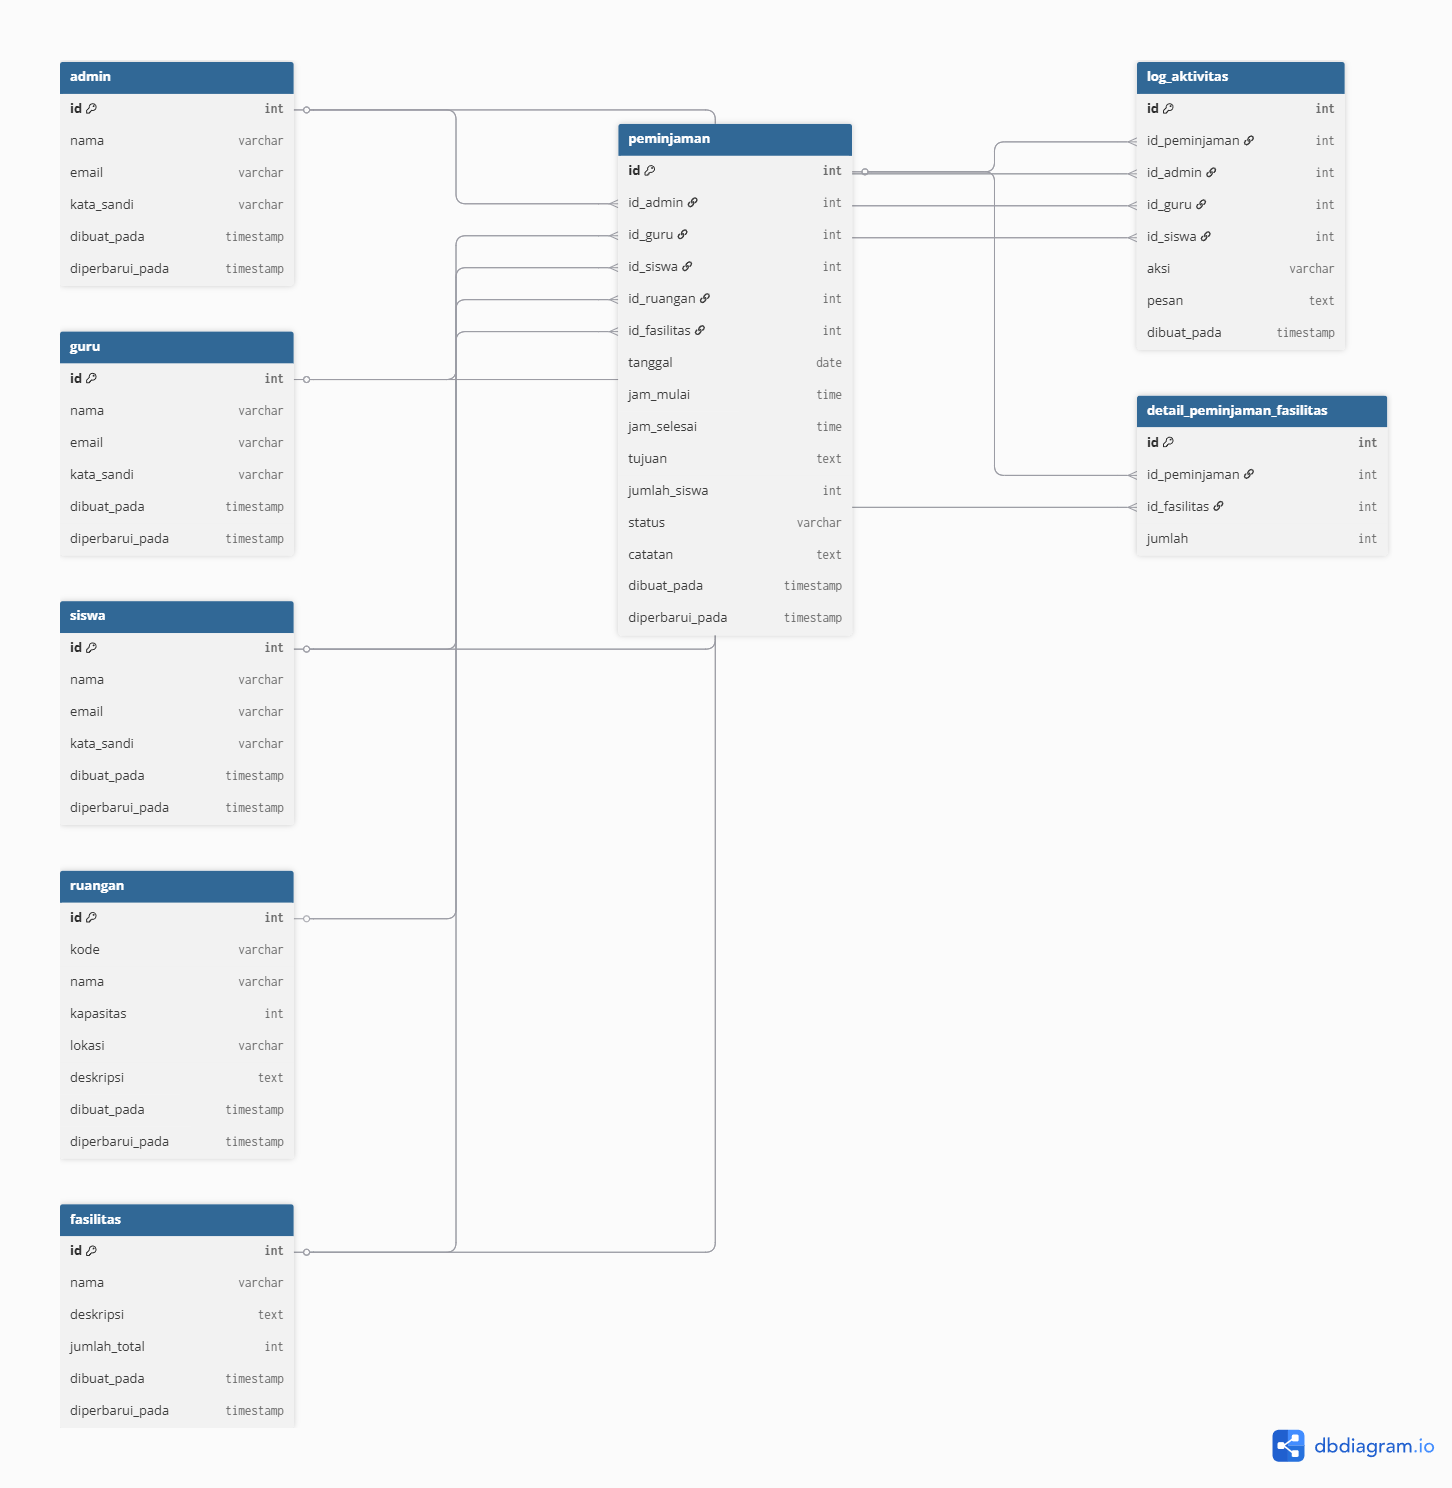 admin
id int
nama varchar
email varchar
kata_sandi varchar
dibuat_pada timestamp
diperbarui_pada timestamp
guru
id int
nama varchar
email varchar
kata_sandi varchar
dibuat_pada timestamp
diperbarui_pada timestamp
siswa
id int
nama varchar
email varchar
kata_sandi varchar
dibuat_pada timestamp
diperbarui_pada timestamp
ruangan
id int
kode varchar
nama varchar
kapasitas int
lokasi varchar
deskripsi text
dibuat_pada timestamp
diperbarui_pada timestamp
fasilitas
id int
nama varchar
deskripsi text
jumlah_total int
dibuat_pada timestamp
diperbarui_pada timestamp
peminjaman
id int
id_admin int
id_guru int
id_siswa int
id_ruangan int
id_fasilitas int
tanggal date
jam_mulai time
jam_selesai time
tujuan text
jumlah_siswa int
status varchar
catatan text
dibuat_pada timestamp
diperbarui_pada timestamp
log_aktivitas
id int
id_peminjaman int
id_admin int
id_guru int
id_siswa int
aksi varchar
pesan text
dibuat_pada timestamp
detail_peminjaman_fasilitas
id int
id_peminjaman int
id_fasilitas int
jumlah int
dbdiagram.io